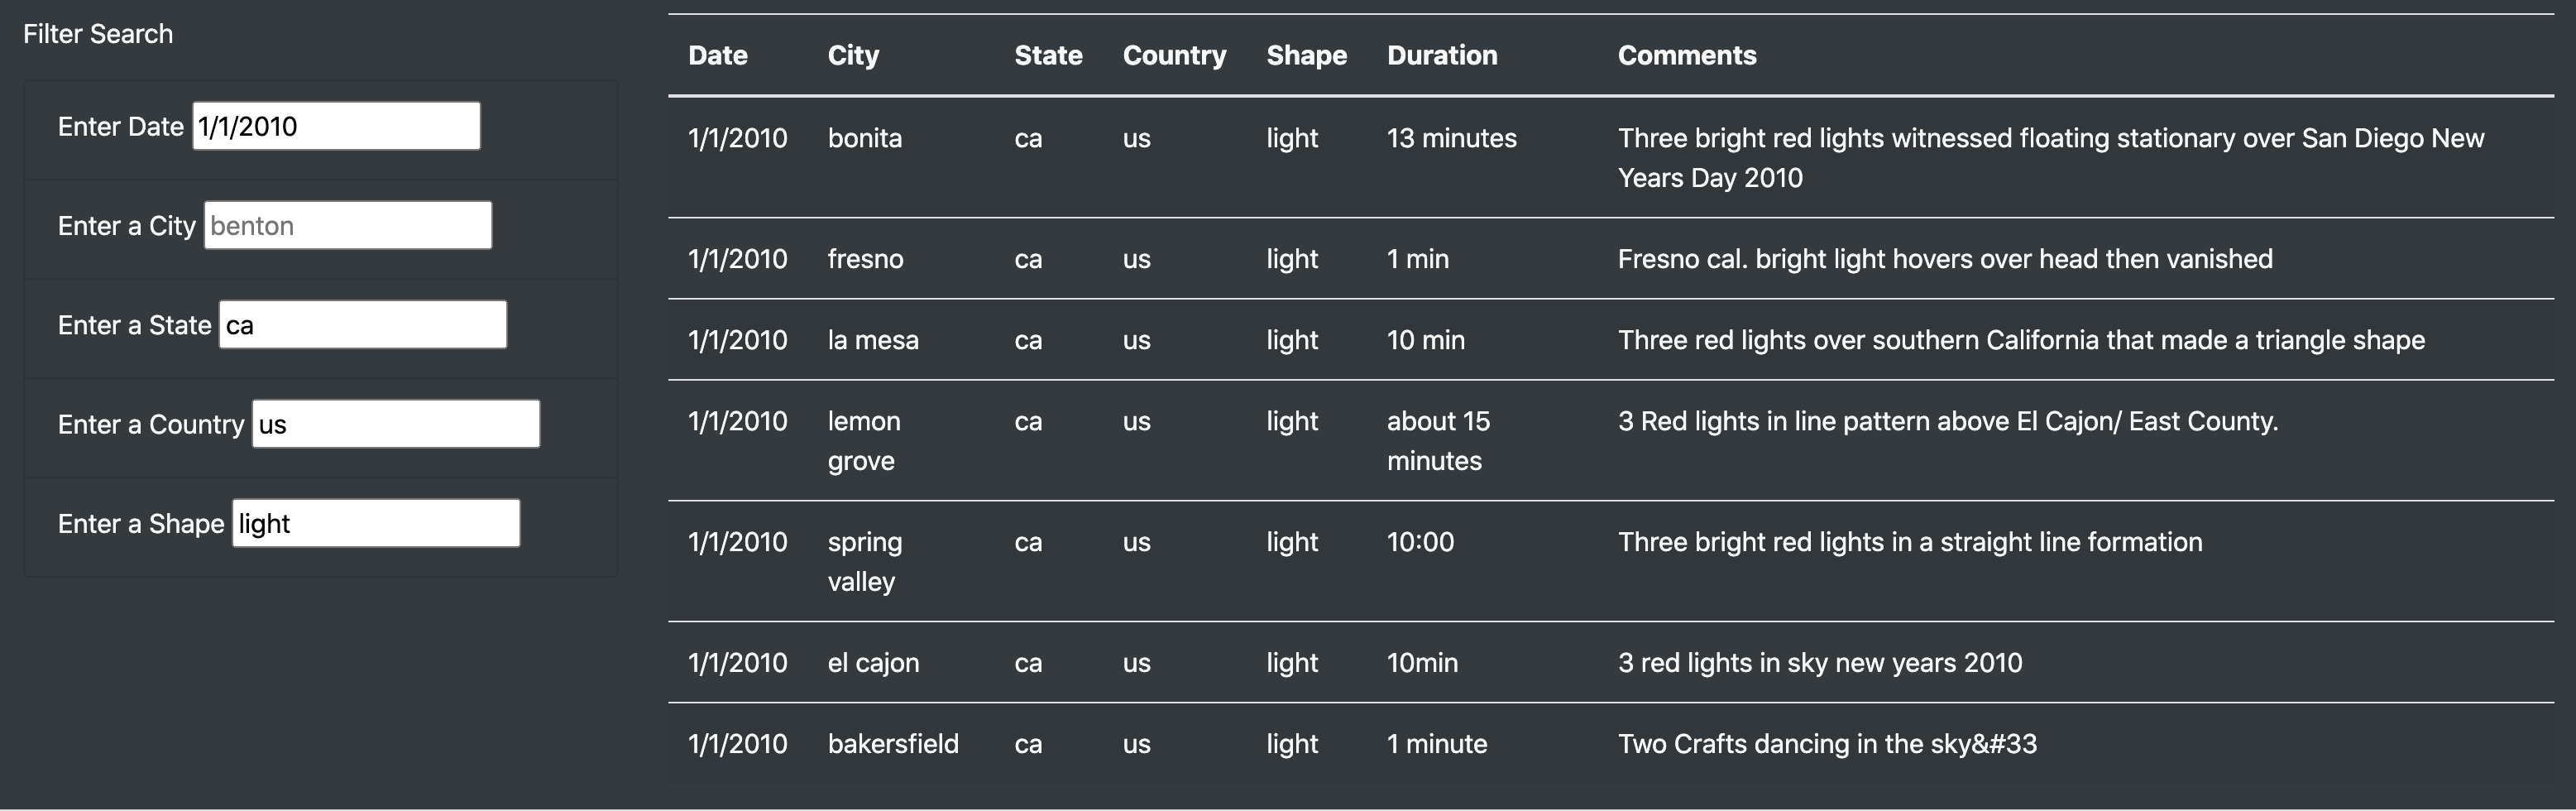 Filter Search
Enter Date 1/1/2010
Enter a City benton
Enter a State ca
Enter a Country us
Enter a Shape light
Date City State Country Shape Duration Comments
1/1/2010 bonita ca us light 13 minutes Three bright red lights witnessed floating stationary over San Diego New
Years Day 2010
1/1/2010 fresno ca us light 1 min Fresno cal. bright light hovers over head then vanished
1/1/2010 la mesa ca us light 10 min Three red lights over southern California that made a triangle shape
1/1/2010 lemon ca us light about 15 3 Red lights in line pattern above El Cajon/ East County.
grove minutes
1/1/2010 spring ca us light 10:00 Three bright red lights in a straight line formation
valley
1/1/2010 el cajon ca us light 10min 3 red lights in sky new years 2010
1/1/2010 bakersfield ca us light 1 minute Two Crafts dancing in the sky&#33